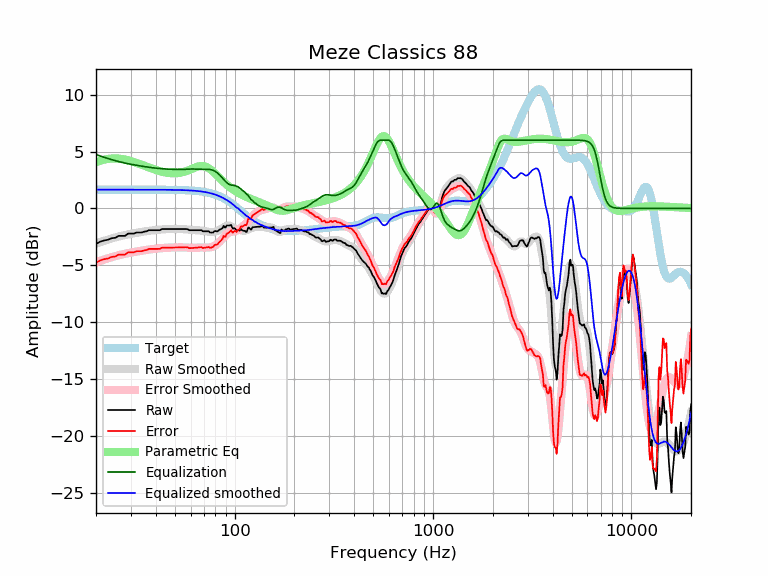 Meze Classics 88
Amplitude (dBr)
10
5
0
−5
−10
−15
−20
−25
Target
Raw Smoothed
Error Smoothed
Raw
Error
Parametric Eq
Equalization
Equalized smoothed
100
1000
10000
Frequency (Hz)